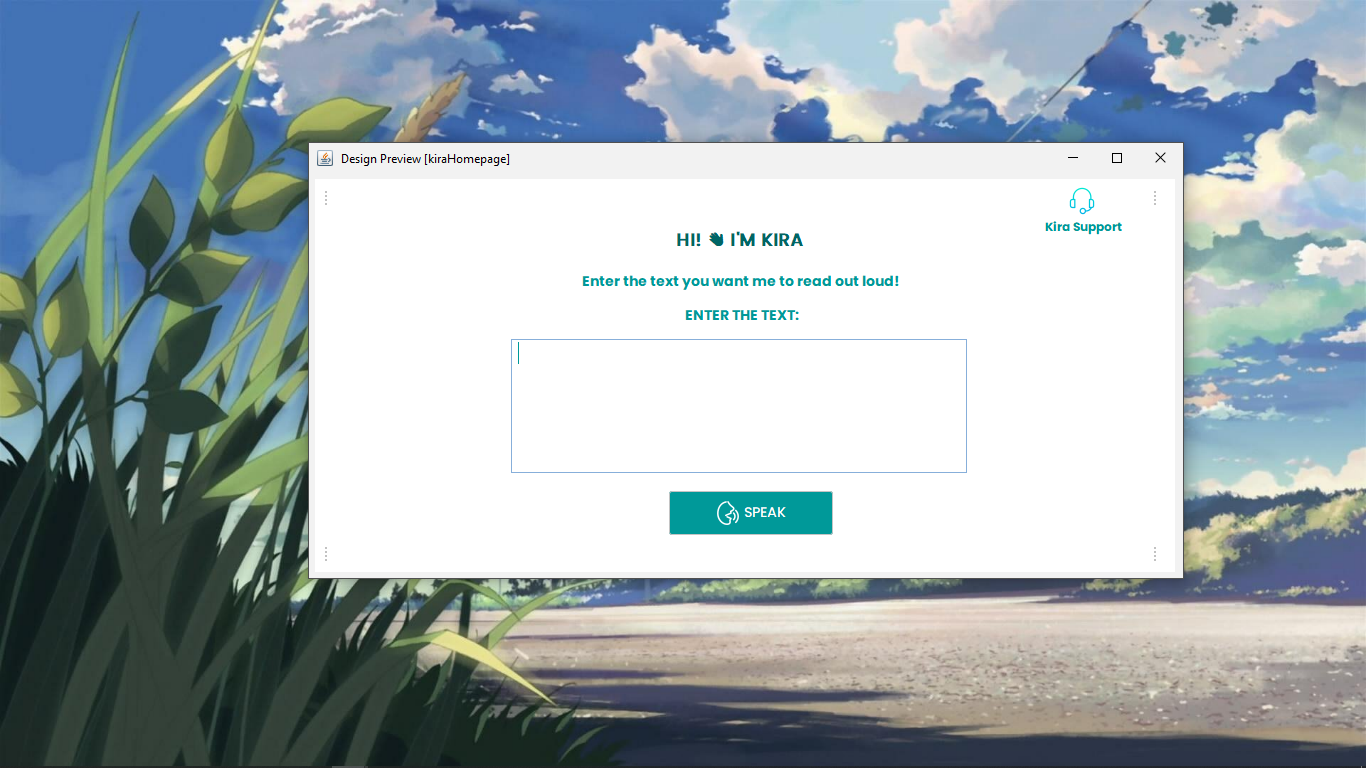 Design Preview [kiraHomepage]
Kira Support
HI! 👋 I'M KIRA
Enter the text you want me to read out loud!
ENTER THE TEXT:
SPEAK